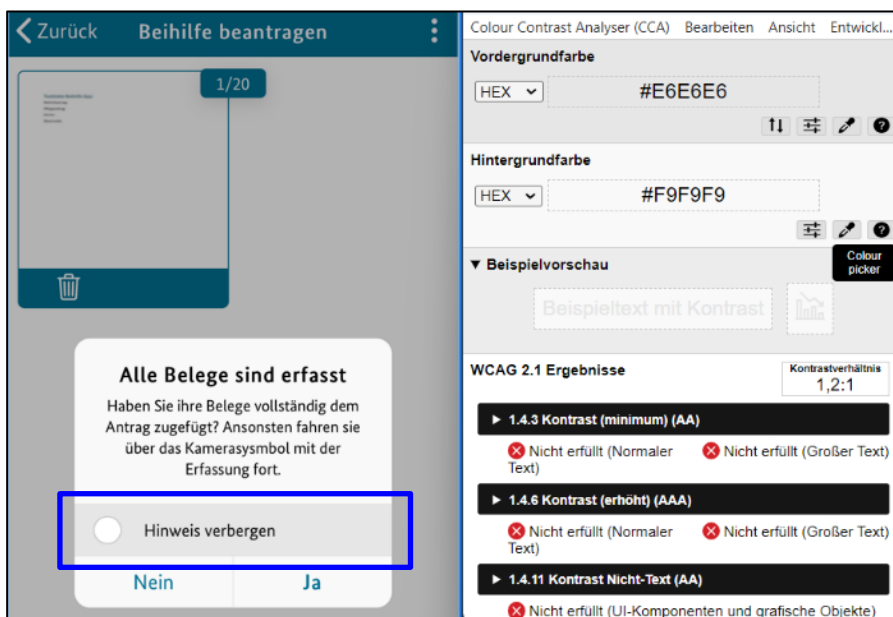 Zurück
Beihilfe beantragen
1/20
Alle Belege sind erfasst
Haben Sie ihre Belege vollständig dem
Antrag zugefügt? Ansonsten fahren sie
über das Kamerasysmbol mit der
Erfassung fort.
Hinweis verbergen
Nein
Ja
Colour Contrast Analyser (CCA) Bearbeiten Ansicht Entwickl...
Vordergrundfarbe
HEX
#E6E6E6
Hintergrundfarbe
HEX
#F9F9F9
Colour
picker
▼ Beispielvorschau
Beispieltext mit Kontrast
WCAG 2.1 Ergebnisse
Kontrastverhältnis
1,2:1
► 1.4.3 Kontrast (minimum) (AA)
Nicht erfüllt (Normaler
Text)
Nicht erfüllt (Großer Text)
► 1.4.6 Kontrast (erhöht) (AAA)
Nicht erfüllt (Normaler
Text)
Nicht erfüllt (Großer Text)
► 1.4.11 Kontrast Nicht-Text (AA)
Nicht erfüllt (UI-Komponenten und grafische Objekte)